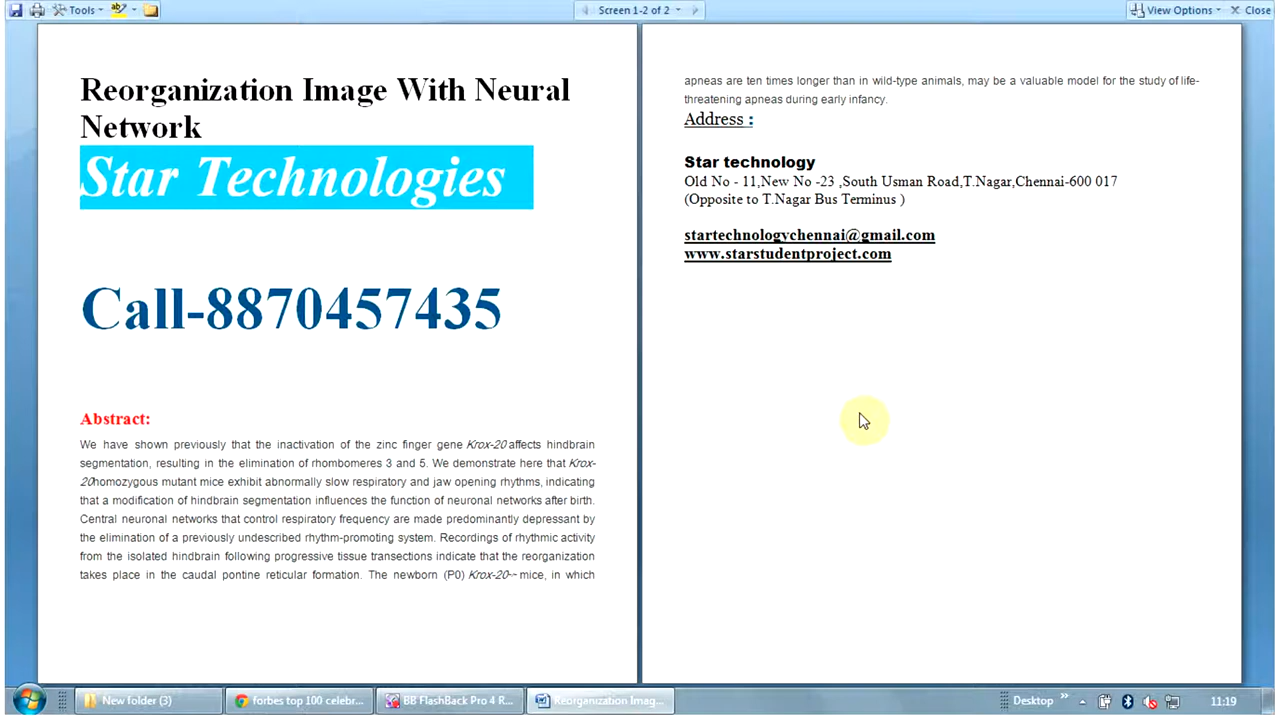 Tools
Screen 1-2 of 2
View Options
Close
Reorganization Image With Neural
Network
Star Technologies
Call-8870457435
Abstract:
We have shown previously that the inactivation of the zinc finger gene Krox-20 affects hindbrain
segmentation, resulting in the elimination of rhombomeres 3 and 5. We demonstrate here that Krox-
20homozygous mutant mice exhibit abnormally slow respiratory and jaw opening rhythms, indicating
that a modification of hindbrain segmentation influences the function of neuronal networks after birth.
Central neuronal networks that control respiratory frequency are made predominantly depressant by
the elimination of a previously undescribed rhythm-promoting system. Recordings of rhythmic activity
from the isolated hindbrain following progressive tissue transections indicate that the reorganization
takes place in the caudal pontine reticular formation. The newborn (P0) Krox-20-/- mice, in which
apneas are ten times longer than in wild-type animals, may be a valuable model for the study of life-
threatening apneas during early infancy.
Address :
Star technology
Old No - 11,New No -23 ,South Usman Road,T.Nagar,Chennai-600 017
(Opposite to T.Nagar Bus Terminus )
startechnologychennai@gmail.com
www.starstudentproject.com
New folder (3)
forbes top 100 celebr...
BB FlashBack Pro 4 R...
Reorganization Imag...
Desktop
11:19